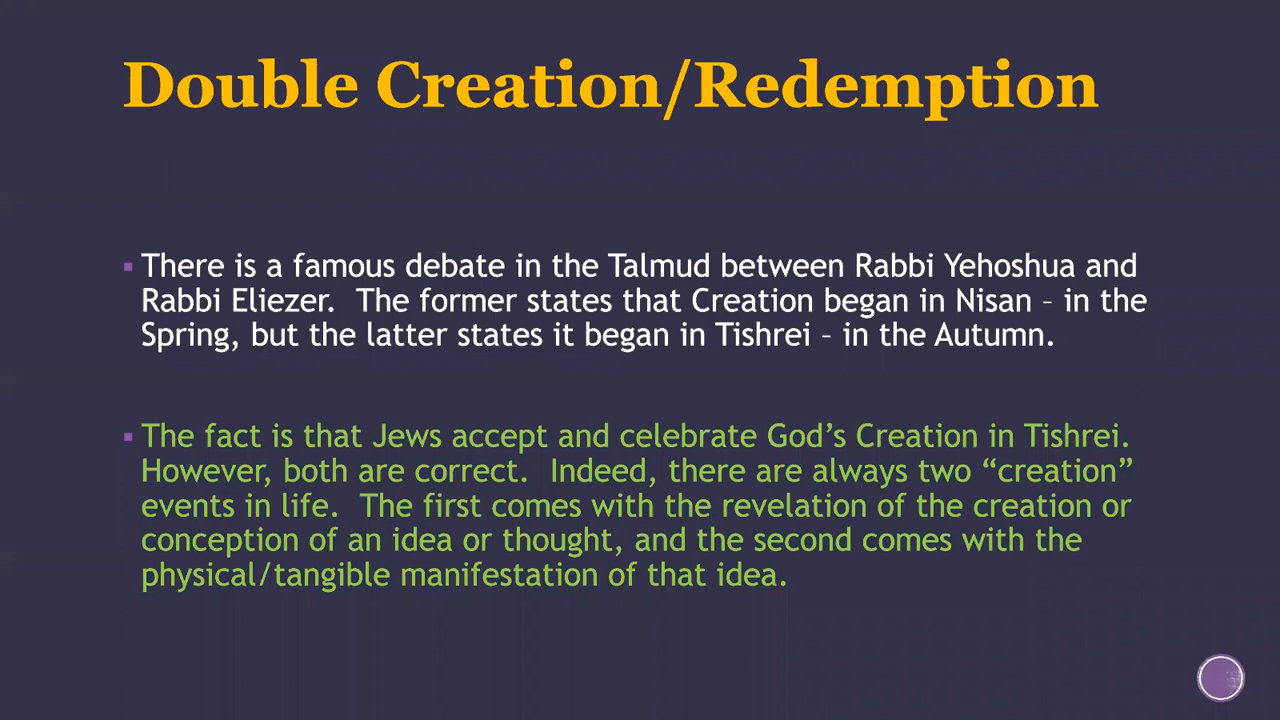 Double Creation/Redemption
▪ There is a famous debate in the Talmud between Rabbi Yehoshua and
Rabbi Eliezer.  The former states that Creation began in Nisan – in the
Spring, but the latter states it began in Tishrei – in the Autumn.
▪ The fact is that Jews accept and celebrate God’s Creation in Tishrei.
However, both are correct.  Indeed, there are always two “creation”
events in life.  The first comes with the revelation of the creation or
conception of an idea or thought, and the second comes with the
physical/tangible manifestation of that idea.